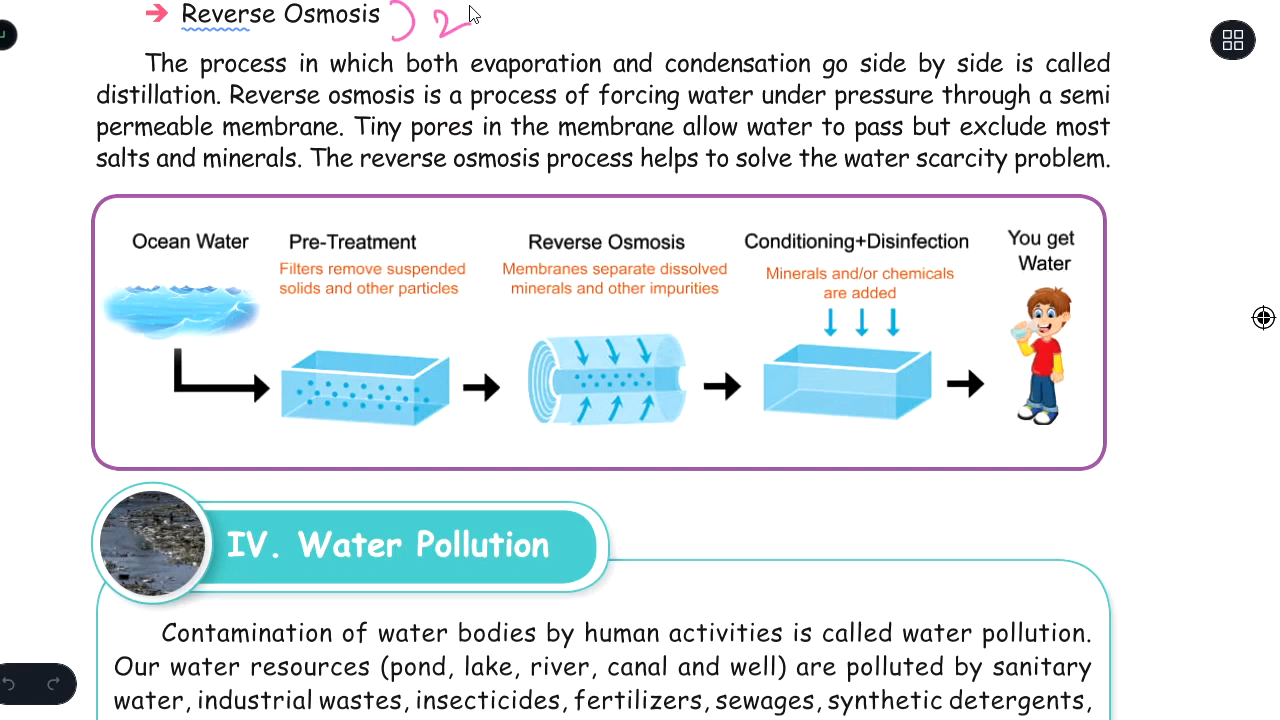 → Reverse Osmosis ) 2
The process in which both evaporation and condensation go side by side is called
distillation. Reverse osmosis is a process of forcing water under pressure through a semi
permeable membrane. Tiny pores in the membrane allow water to pass but exclude most
salts and minerals. The reverse osmosis process helps to solve the water scarcity problem.
Ocean Water
Pre-Treatment
Filters remove suspended
solids and other particles
Reverse Osmosis
Membranes separate dissolved
minerals and other impurities
Conditioning+Disinfection
Minerals and/or chemicals
are added
You get
Water
IV. Water Pollution
Contamination of water bodies by human activities is called water pollution.
Our water resources (pond, lake, river, canal and well) are polluted by sanitary
water, industrial wastes, insecticides, fertilizers, sewages, synthetic detergents,